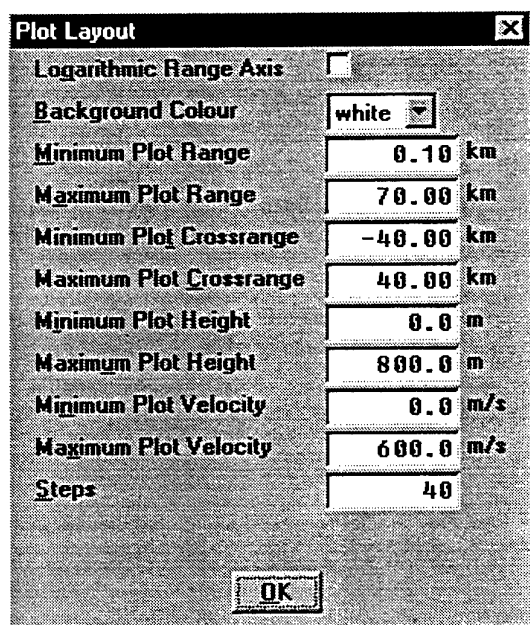 Plot Layout
Logarithmic Range Axis
Background Colour white
Minimum Plot Range 0.10 km
Maximum Plot Range 70.00 km
Minimum Plot Crossrange -40.00 km
Maximum Plot Crossrange 40.00 km
Minimum Plot Height 0.0 m
Maximum Plot Height 800.0 m
Minimum Plot Velocity 0.0 m/s
Maximum Plot Velocity 600.0 m/s
Steps 40
OK